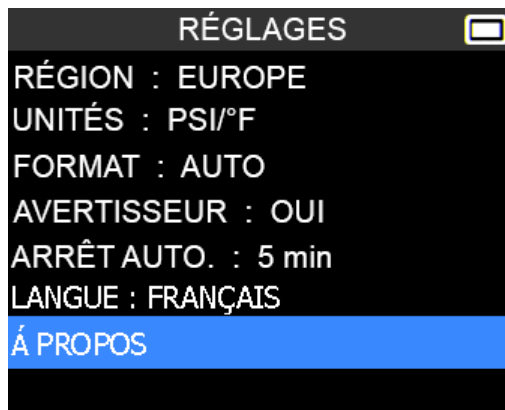 RÉGLAGES
RÉGION : EUROPE
UNITÉS : PSI/°F
FORMAT : AUTO
AVERTISSEUR : OUI
ARRÊT AUTO. : 5 min
LANGUE : FRANÇAIS
Á PROPOS